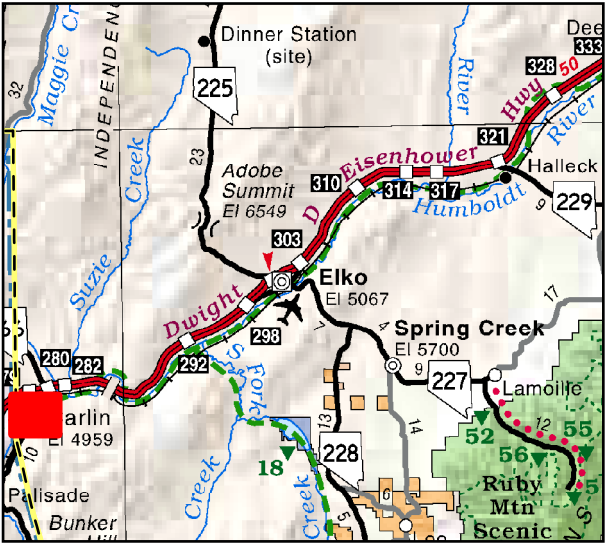 Dinner Station
(site)
Maggie Cr
32
INDEPENDEN
225
23
Creek
Suzie
Adobe
Summit
El 6549
River
Dee
333
328
50
Hwy
River
321
Halleck
229
9
Eisenhower
310
314
317
Humboldt
D
303
Elko
El 5067
Dwight
298
292
S Fork
7
4
Spring Creek
El 5700
9
227
17
Lamoille
280
282
arlin
El 4959
10
Palisade
Bunker
18
Creek
Creek
13
228
14
5
6
12
52
55
56
5
Ruby
Mtn
Scenic
N S